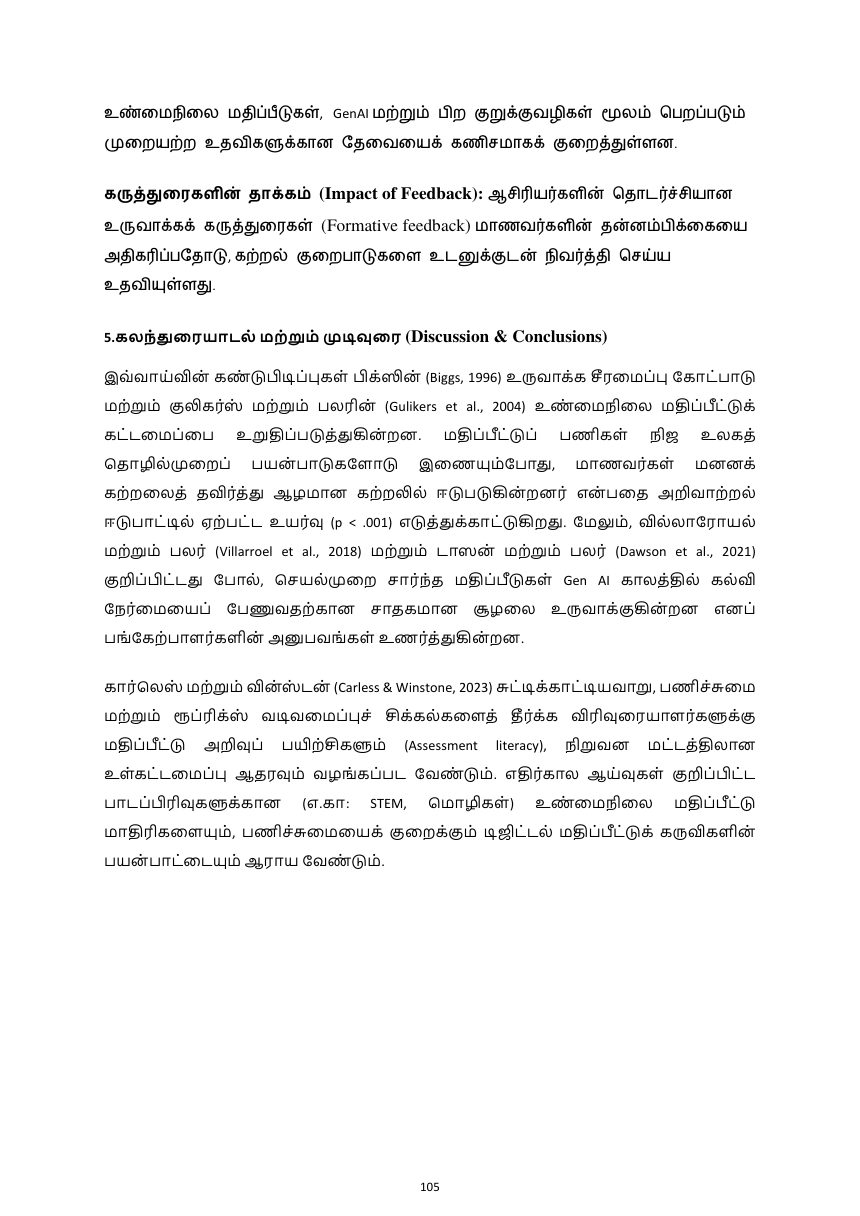 உண்மைநிலை மதிப்பீடுகள், GenAI மற்றும் பிற குறுக்குவழிகள் மூலம் பெறப்படும்
முறையற்ற உதவிகளுக்கான தேவையைக் கணிசமாகக் குறைத்துள்ளன.
கருத்துரைகளின் தாக்கம் (Impact of Feedback): ஆசிரியர்களின் தொடர்ச்சியான
உருவாக்கக் கருத்துரைகள் (Formative feedback) மாணவர்களின் தன்னம்பிக்கையை
அதிகரிப்பதோடு, கற்றல் குறைபாடுகளை உடனுக்குடன் நிவர்த்தி செய்ய
உதவியுள்ளது.
5.கலந்துரையாடல் மற்றும் முடிவுரை (Discussion & Conclusions)
இவ்வாய்வின் கண்டுபிடிப்புகள் பிக்ஸின் (Biggs, 1996) உருவாக்க சீரமைப்பு கோட்பாடு
மற்றும் குலிகர்ஸ் மற்றும் பலரின் (Gulikers et al., 2004) உண்மைநிலை மதிப்பீட்டுக்
கட்டமைப்பை உறுதிப்படுத்துகின்றன. மதிப்பீட்டுப் பணிகள் நிஜ உலகத்
தொழில்முறைப் பயன்பாடுகளோடு இணையும்போது, மாணவர்கள் மனனக்
கற்றலைத் தவிர்த்து ஆழமான கற்றலில் ஈடுபடுகின்றனர் என்பதை அறிவாற்றல்
ஈடுபாட்டில் ஏற்பட்ட உயர்வு (p < .001) எடுத்துக்காட்டுகிறது. மேலும், வில்லாரோயல்
மற்றும் பலர் (Villarroel et al., 2018) மற்றும் டாஸன் மற்றும் பலர் (Dawson et al., 2021)
குறிப்பிட்டது போல், செயல்முறை சார்ந்த மதிப்பீடுகள் Gen AI காலத்தில் கல்வி
நேர்மையைப் பேணுவதற்கான சாதகமான சூழலை உருவாக்குகின்றன எனப்
பங்கேற்பாளர்களின் அனுபவங்கள் உணர்த்துகின்றன.
கார்லெஸ் மற்றும் வின்ஸ்டன் (Carless & Winstone, 2023) சுட்டிக்காட்டியவாறு, பணிச்சுமை
மற்றும் ரூப்ரிக்ஸ் வடிவமைப்புச் சிக்கல்களைத் தீர்க்க விரிவுரையாளர்களுக்கு
மதிப்பீட்டு அறிவுப் பயிற்சிகளும் (Assessment literacy), நிறுவன மட்டத்திலான
உள்கட்டமைப்பு ஆதரவும் வழங்கப்பட வேண்டும். எதிர்கால ஆய்வுகள் குறிப்பிட்ட
பாடப்பிரிவுகளுக்கான (எ.கா: STEM, மொழிகள்) உண்மைநிலை மதிப்பீட்டு
மாதிரிகளையும், பணிச்சுமையைக் குறைக்கும் டிஜிட்டல் மதிப்பீட்டுக் கருவிகளின்
பயன்பாட்டையும் ஆராய வேண்டும்.
105